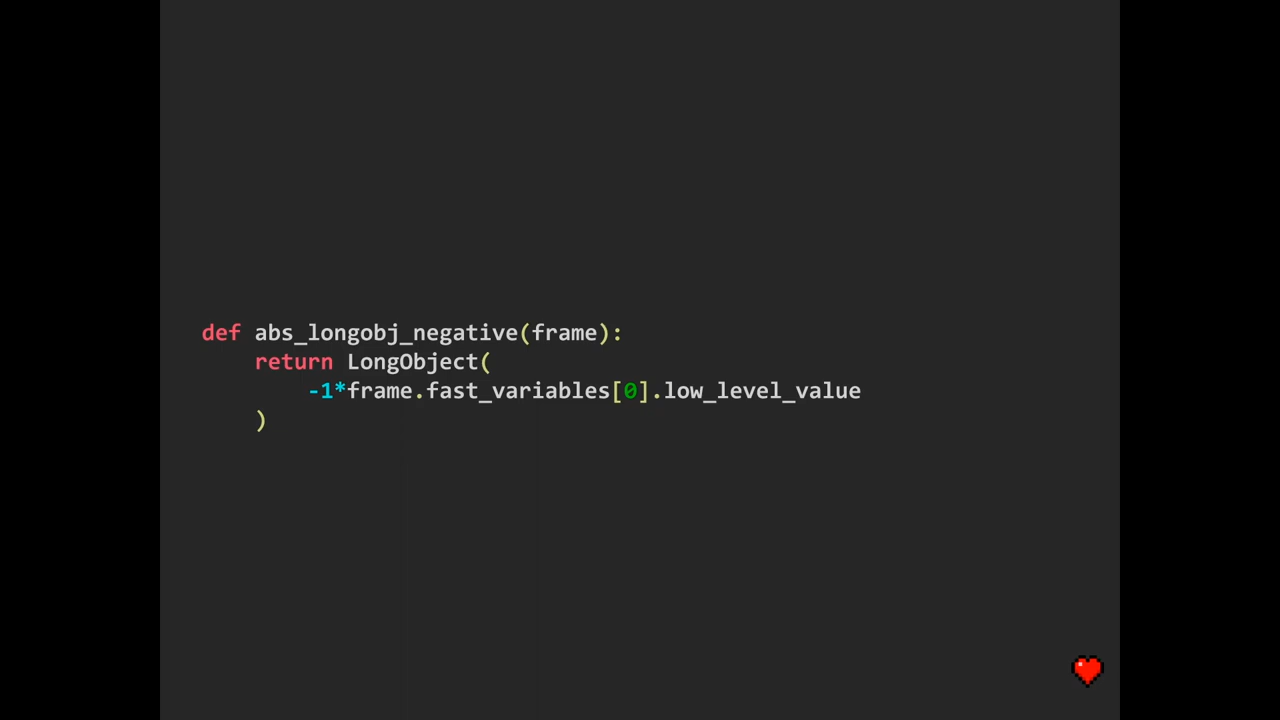 def abs_longobj_negative(frame):
    return LongObject(
        -1*frame.fast_variables[0].low_level_value
    )